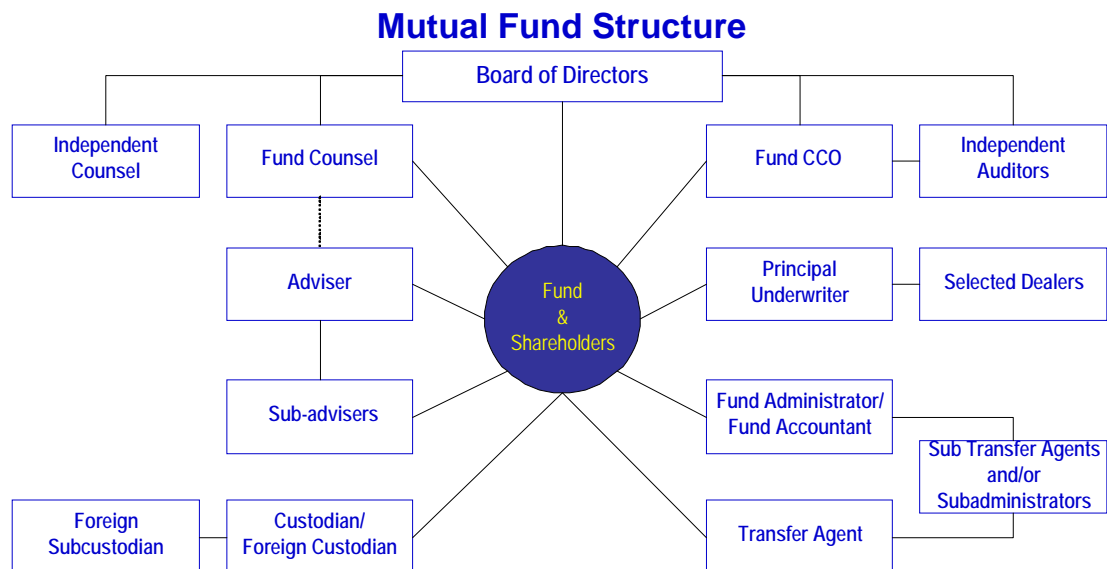 Mutual Fund Structure
Board of Directors
Independent
Counsel
Fund Counsel
Fund CCO
Independent
Auditors
Adviser
Fund
&
Shareholders
Principal
Underwriter
Selected Dealers
Sub-advisers
Fund Administrator/
Fund Accountant
Sub Transfer Agents
and/or
Subadministrators
Foreign
Subcustodian
Custodian/
Foreign Custodian
Transfer Agent